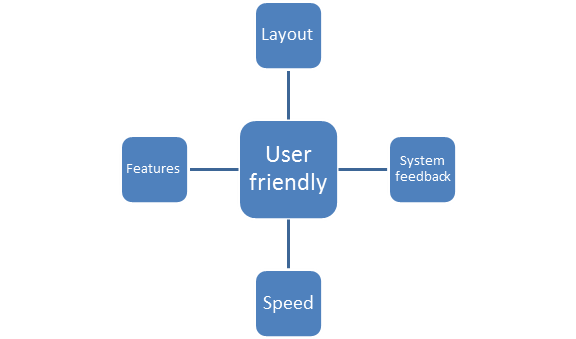 Layout
User
friendly
Features
System
feedback
Speed